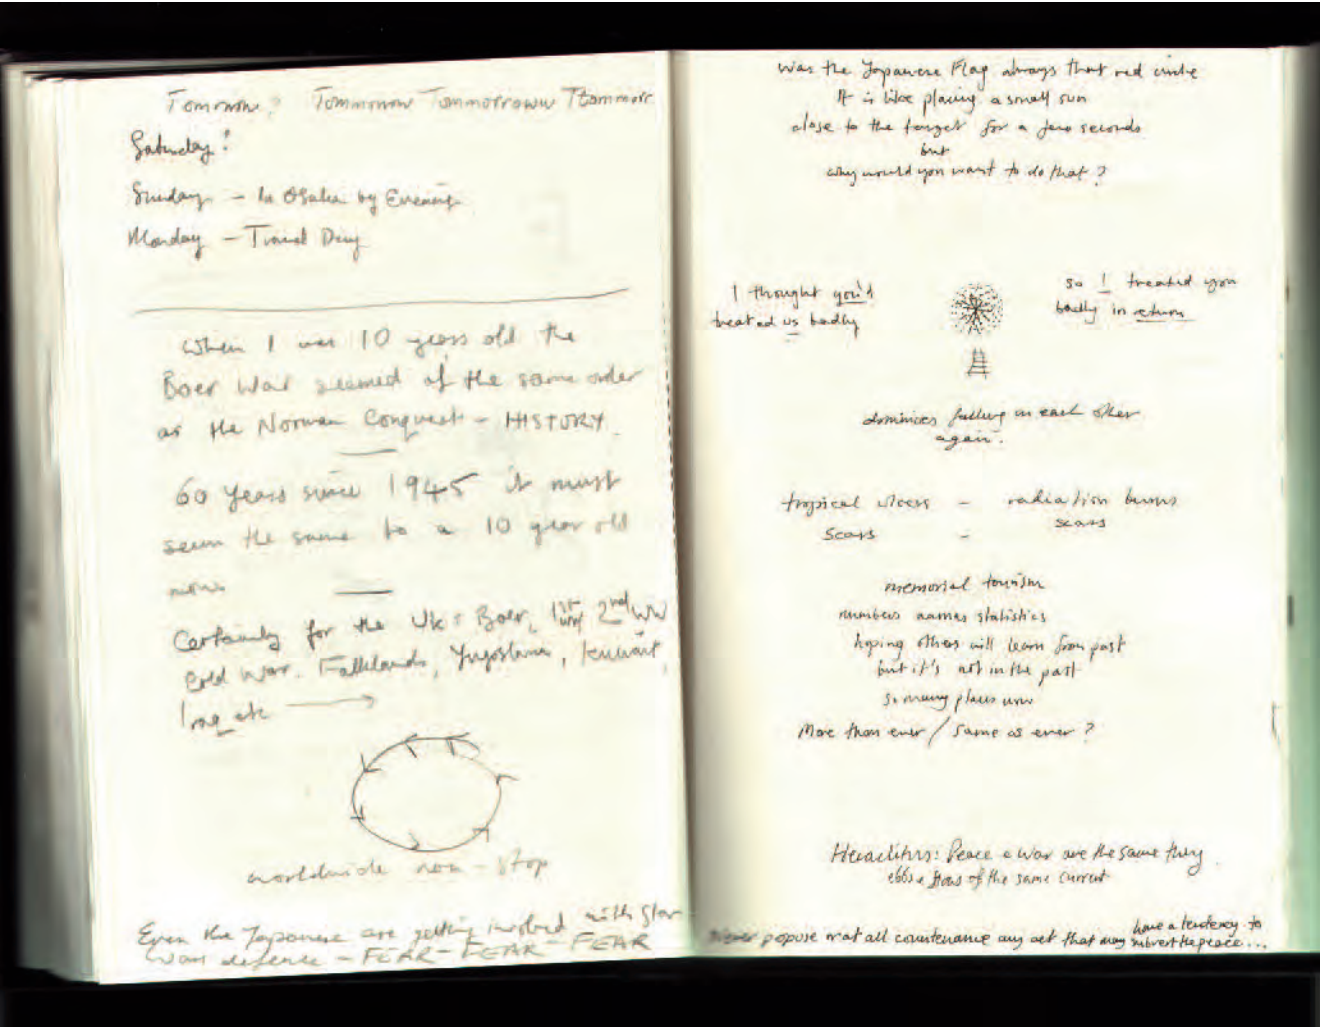 Tomorrow? Tommorrow Tommorroww Ttommorr
Saturday?
Sunday - In Osaka by Evening
Monday - Travel Day
When I was 10 years old the
Boer War seemed of the same order
as the Norman Conquest - HISTORY.
60 years since 1945 it must
seem the same to a 10 year old
now
Certainly for the UK: Boer, 1st WW 2nd WW
Cold War. Falklands, Yugoslavia, Kuwait,
Iraq etc
worldwide non-stop
Even the Japanese are getting involved with Star
Wars defence - FEAR - FEAR - FEAR
Was the Japanese Flag always that red circle
It is like placing a small sun
close to the target for a few seconds
but
why would you want to do that?
I thought you'd
treated us badly
so I treated you
badly in return
dominoes falling on each other
again.
tropical ulcers - radiation burns
scars - scars
memorial tourism
numbers names statistics
hoping others will learn from past
but it's not in the past
so many places now
More than ever / same as ever?
Heraclitus: Peace & War are the same they
ebbs & flows of the same current
have a tendency to
never popuse or at all countenance any act that may subvert the peace...